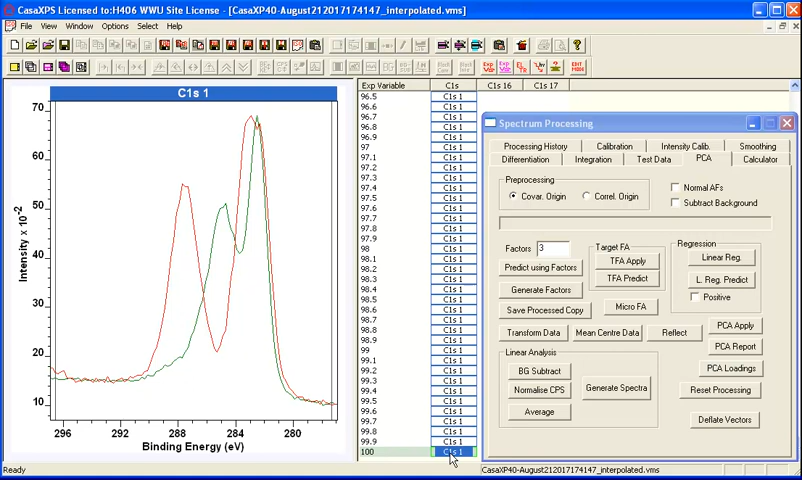 CasaXPS Licensed to:H406 WWU Site License - [CasaXP40-August212017174147_interpolated.vms]
File View Window Options Select Help
C1s 1
70
60
50
40
30
20
10
Intensity x 10-2
296 292 288 284 280
Binding Energy (eV)
Exp Variable C1s C1s 16 C1s 17
96.5 C1s 1
96.6 C1s 1
96.7 C1s 1
96.8 C1s 1
96.9 C1s 1
97 C1s 1
97.1 C1s 1
97.2 C1s 1
97.3 C1s 1
97.4 C1s 1
97.5 C1s 1
97.6 C1s 1
97.7 C1s 1
97.8 C1s 1
97.9 C1s 1
98 C1s 1
98.1 C1s 1
98.2 C1s 1
98.3 C1s 1
98.4 C1s 1
98.5 C1s 1
98.6 C1s 1
98.7 C1s 1
98.8 C1s 1
98.9 C1s 1
99 C1s 1
99.1 C1s 1
99.2 C1s 1
99.3 C1s 1
99.4 C1s 1
99.5 C1s 1
99.6 C1s 1
99.7 C1s 1
99.8 C1s 1
99.9 C1s 1
100 C1s 1
Spectrum Processing
Processing History Calibration Intensity Calib. Smoothing
Differentiation Integration Test Data PCA Calculator
Preprocessing
Covar. Origin Correl. Origin
Normal AFs
Subtract Background
Factors 3
Predict using Factors
Generate Factors
Save Processed Copy
Target FA
TFA Apply
TFA Predict
Micro FA
Regression
Linear Reg.
L. Reg. Predict
Positive
Transform Data Mean Centre Data Reflect
PCA Apply
PCA Report
PCA Loadings
Reset Processing
Deflate Vectors
Linear Analysis
BG Subtract
Normalise CPS
Average
Generate Spectra
Ready
CasaXP40-August212017174147_interpolated.vms